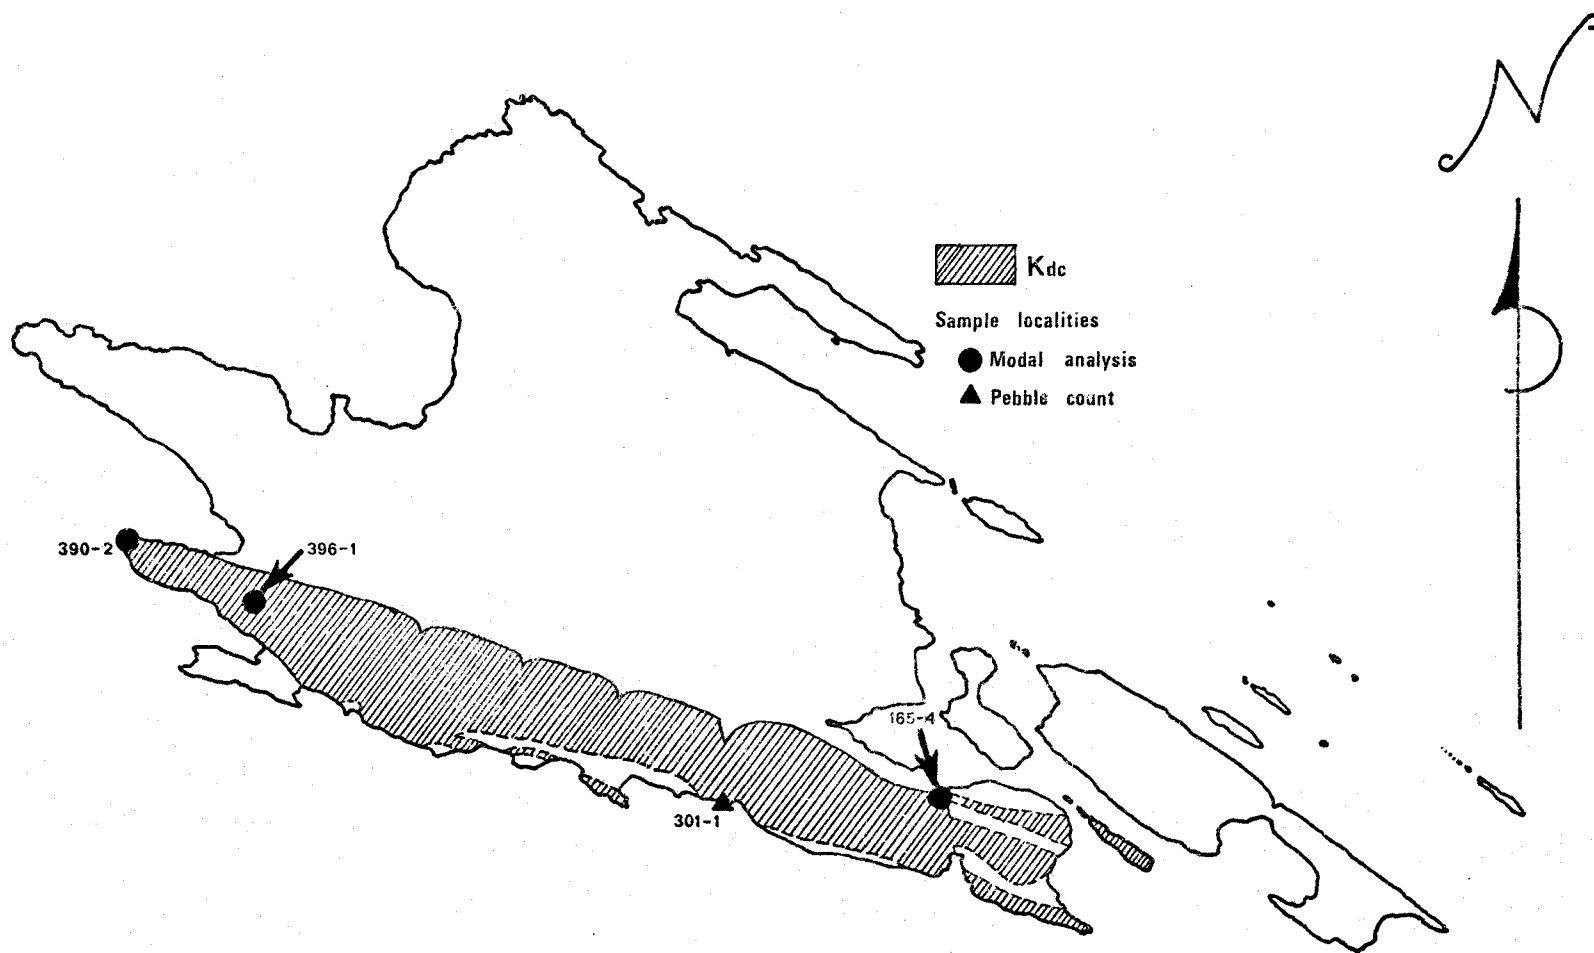 N
Kdc
Sample localities
Modal analysis
Pebble count
390-2
396-1
165-4
301-1